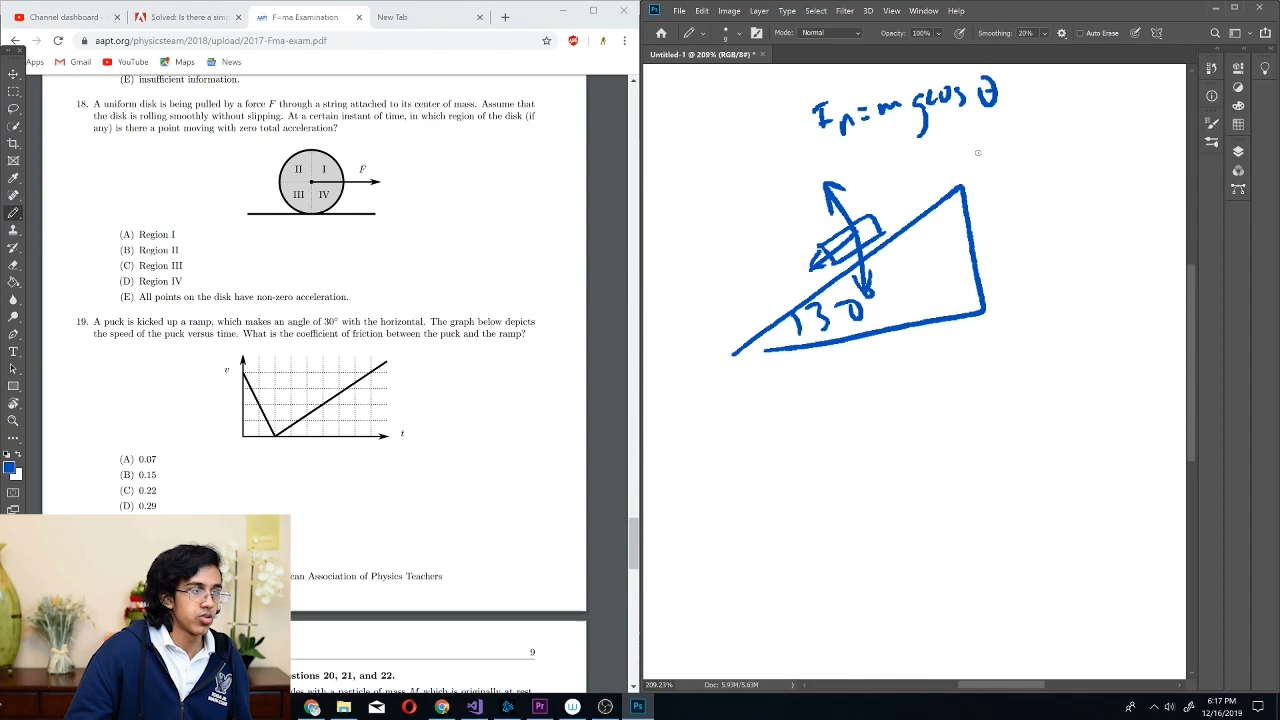 Channel dashboard -
Solved: Is there a simp
F=ma Examination
New Tab
aapt.org/physicsteam/2018/upload/2017-Fma-exam.pdf
Apps
Gmail
YouTube
Maps
News
(E) insufficient information.
18. A uniform disk is being pulled by a force F through a string attached to its center of mass. Assume that
the disk is rolling smoothly without slipping. At a certain instant of time, in which region of the disk (if
any) is there a point moving with zero total acceleration?
II I F
III IV
(A) Region I
(B) Region II
(C) Region III
(D) Region IV
(E) All points on the disk have non-zero acceleration.
19. A puck is kicked up a ramp, which makes an angle of 30° with the horizontal. The graph below depicts
the speed of the puck versus time. What is the coefficient of friction between the puck and the ramp?
v
t
(A) 0.07
(B) 0.15
(C) 0.22
(D) 0.29
can Association of Physics Teachers
9
stions 20, 21, and 22.
File Edit Image Layer Type Select Filter 3D View Window Help
Mode: Normal Opacity: 100% Smoothing: 20% Auto Erase
Untitled-1 @ 209% (RGB/8#) *
Fn = mg cos θ
30
209.23% Doc: 5.93M/5.63M
6:17 PM
12/16/2019